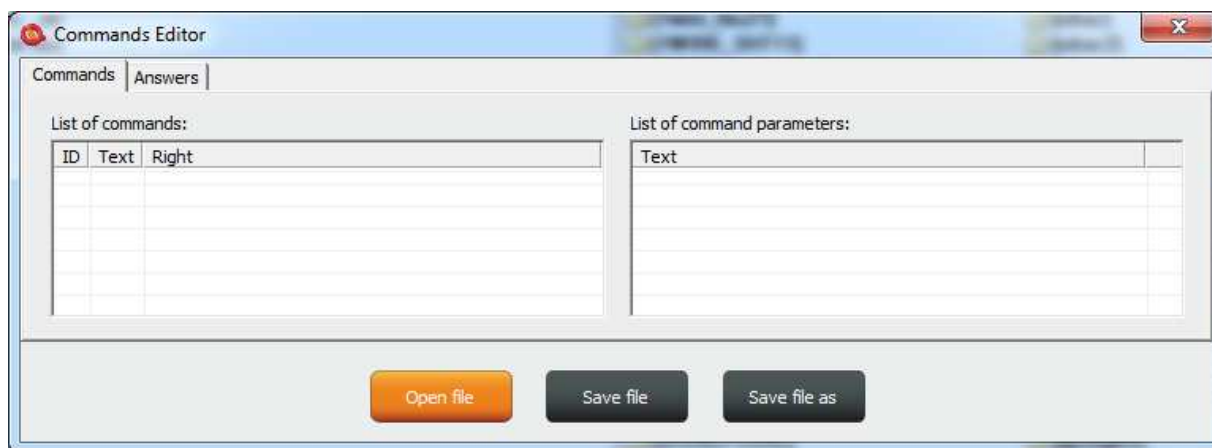 Commands Editor
Commands Answers
List of commands:
List of command parameters:
ID Text Right
Text
Open file
Save file
Save file as